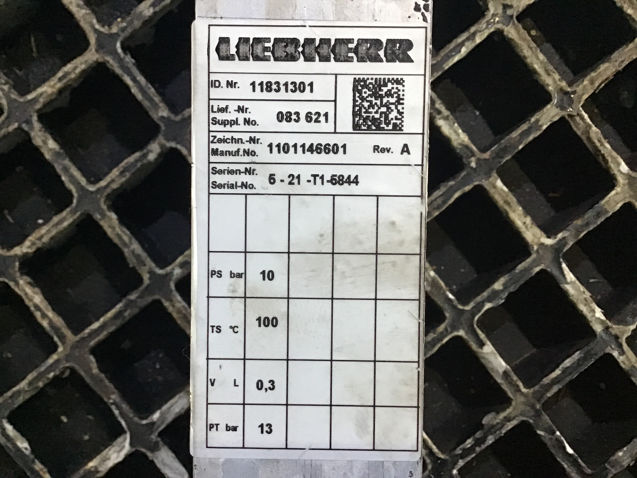 LIEBHERR
ID. Nr. 11831301
Lief. -Nr.
Suppl. No. 083 621
Zeichn.-Nr.
Manuf.No. 1101146601 Rev. A
Serien-Nr.
Serial-No. 5 - 21 -T1-5844
PS bar 10
TS °C 100
V L 0,3
PT bar 13